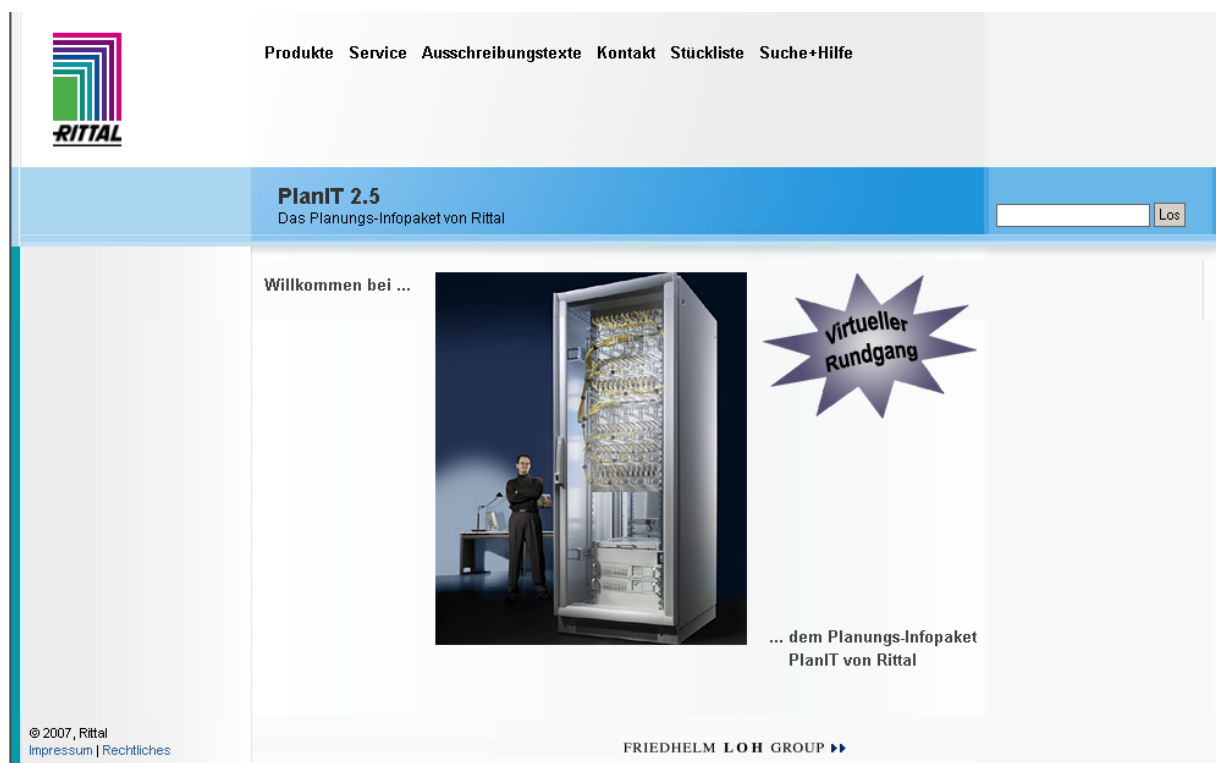 RITTAL
Produkte Service Ausschreibungstexte Kontakt Stückliste Suche+Hilfe
PlanIT 2.5
Das Planungs-Infopaket von Rittal
Los
Willkommen bei ...
Virtueller
Rundgang
... dem Planungs-Infopaket
PlanIT von Rittal
© 2007, Rittal
Impressum | Rechtliches
FRIEDHELM LOH GROUP